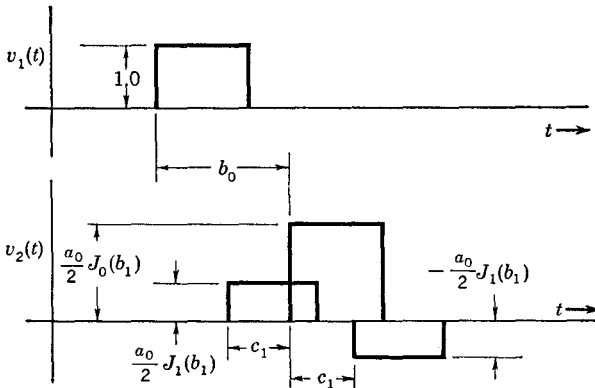 v₁(t)
1,0
t
b₀
v₂(t)
a₀/2 J₀(b₁)
−a₀/2 J₁(b₁)
t
c₁
a₀/2 J₁(b₁)
c₁